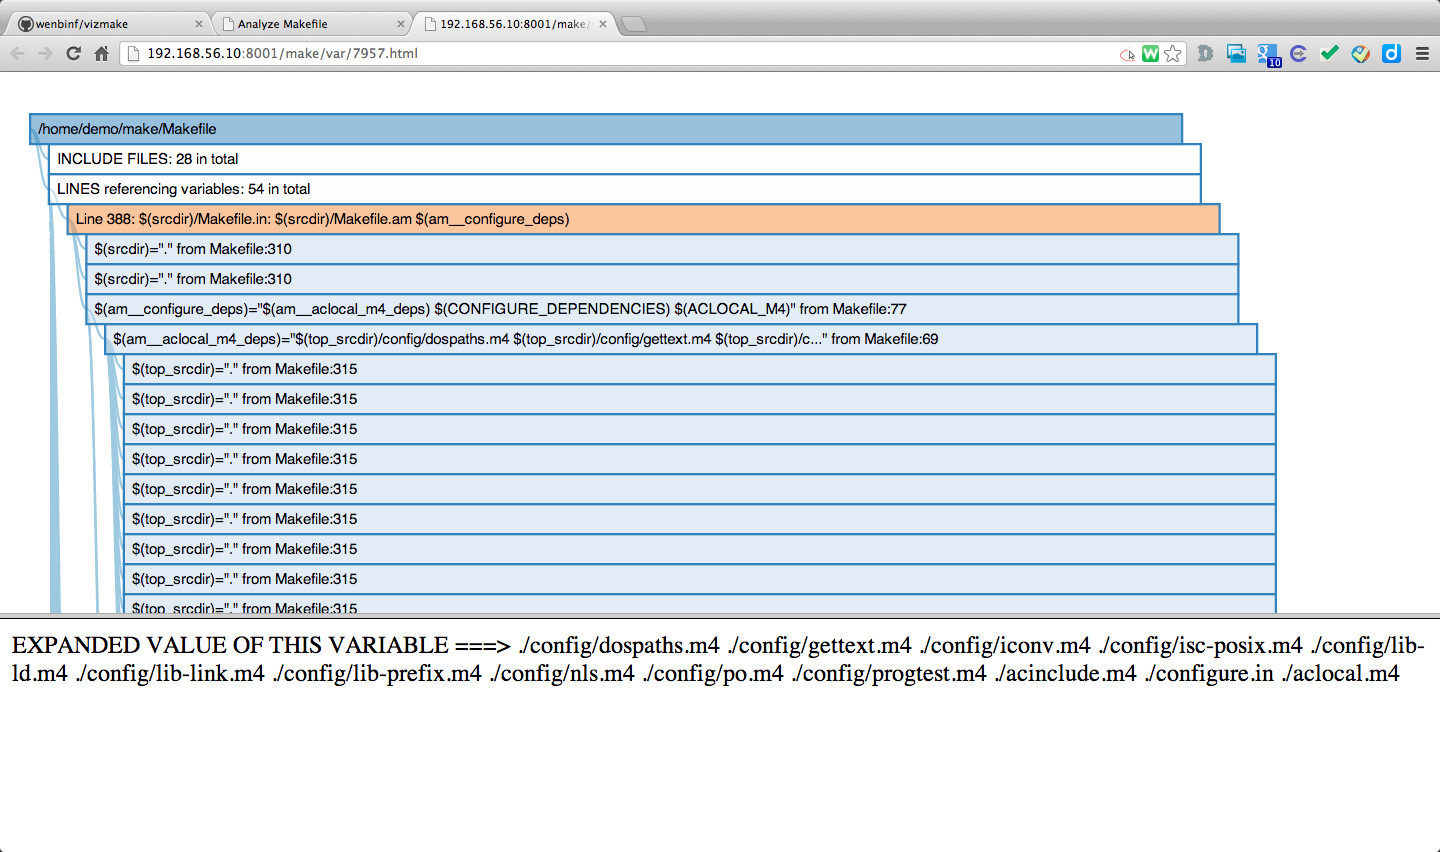 wenbinf/vizmake
Analyze Makefile
192.168.56.10:8001/make/
192.168.56.10:8001/make/var/7957.html
W
10
d
/home/demo/make/Makefile
INCLUDE FILES: 28 in total
LINES referencing variables: 54 in total
Line 388: $(srcdir)/Makefile.in: $(srcdir)/Makefile.am $(am__configure_deps)
$(srcdir)="." from Makefile:310
$(srcdir)="." from Makefile:310
$(am__configure_deps)="$(am__aclocal_m4_deps) $(CONFIGURE_DEPENDENCIES) $(ACLOCAL_M4)" from Makefile:77
$(am__aclocal_m4_deps)="$(top_srcdir)/config/dospaths.m4 $(top_srcdir)/config/gettext.m4 $(top_srcdir)/c..." from Makefile:69
$(top_srcdir)="." from Makefile:315
$(top_srcdir)="." from Makefile:315
$(top_srcdir)="." from Makefile:315
$(top_srcdir)="." from Makefile:315
$(top_srcdir)="." from Makefile:315
$(top_srcdir)="." from Makefile:315
$(top_srcdir)="." from Makefile:315
$(top_srcdir)="." from Makefile:315
$(top_srcdir)="." from Makefile:315
EXPANDED VALUE OF THIS VARIABLE ===> ./config/dospaths.m4 ./config/gettext.m4 ./config/iconv.m4 ./config/isc-posix.m4 ./config/lib-
ld.m4 ./config/lib-link.m4 ./config/lib-prefix.m4 ./config/nls.m4 ./config/po.m4 ./config/progtest.m4 ./acinclude.m4 ./configure.in ./aclocal.m4